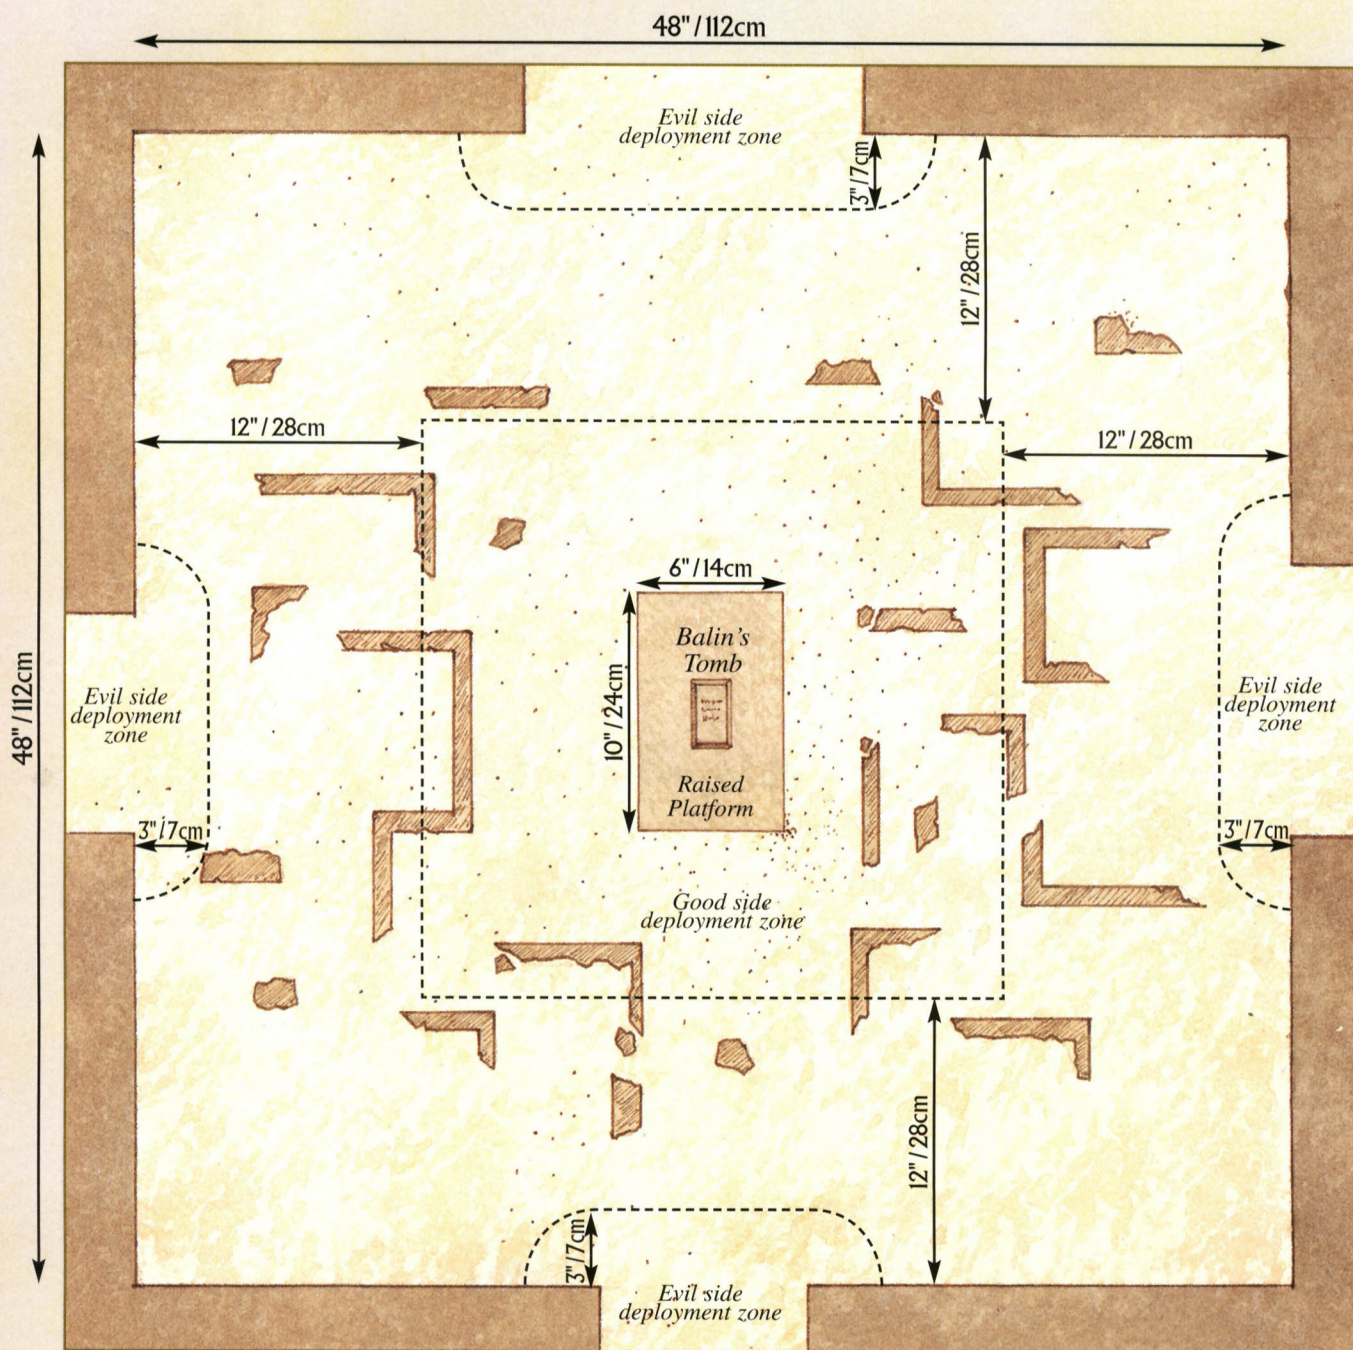 48"/112cm
Evil side
deployment zone
3"/7cm
12"/28cm
12"/28cm
12"/28cm
6"/14cm
Balin's
Tomb
10"/24cm
Raised
Platform
48"/112cm
Evil side
deployment
zone
Evil side
deployment
zone
3"/7cm
3"/7cm
Good side
deployment zone
12"/28cm
3"/7cm
Evil side
deployment zone